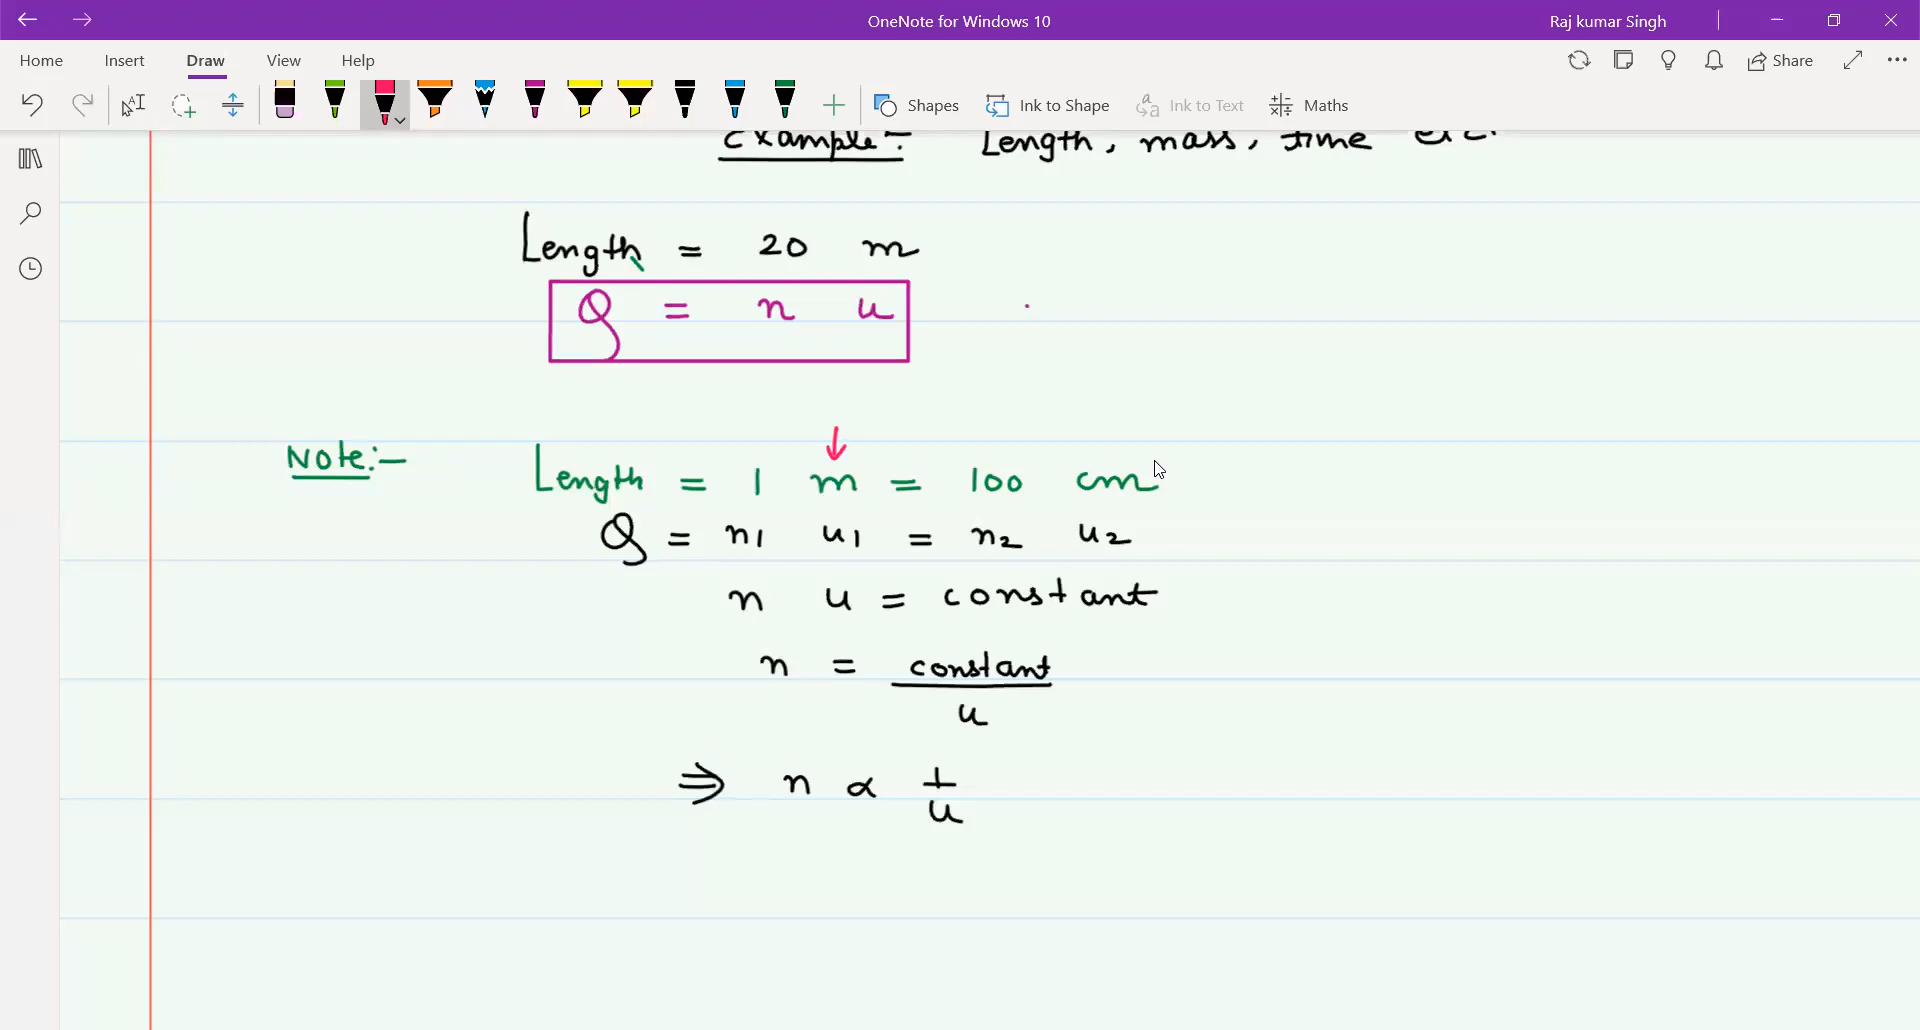 OneNote for Windows 10
Raj kumar Singh
Home Insert Draw View Help
Share
Shapes Ink to Shape Ink to Text Maths
Example:- Length, mass, time etc.
Length = 20 m
Q = n u
Note:- Length = 1 m = 100 cm
Q = n1 u1 = n2 u2
n u = constant
n = constant
u
⇒ n ∝ 1
u